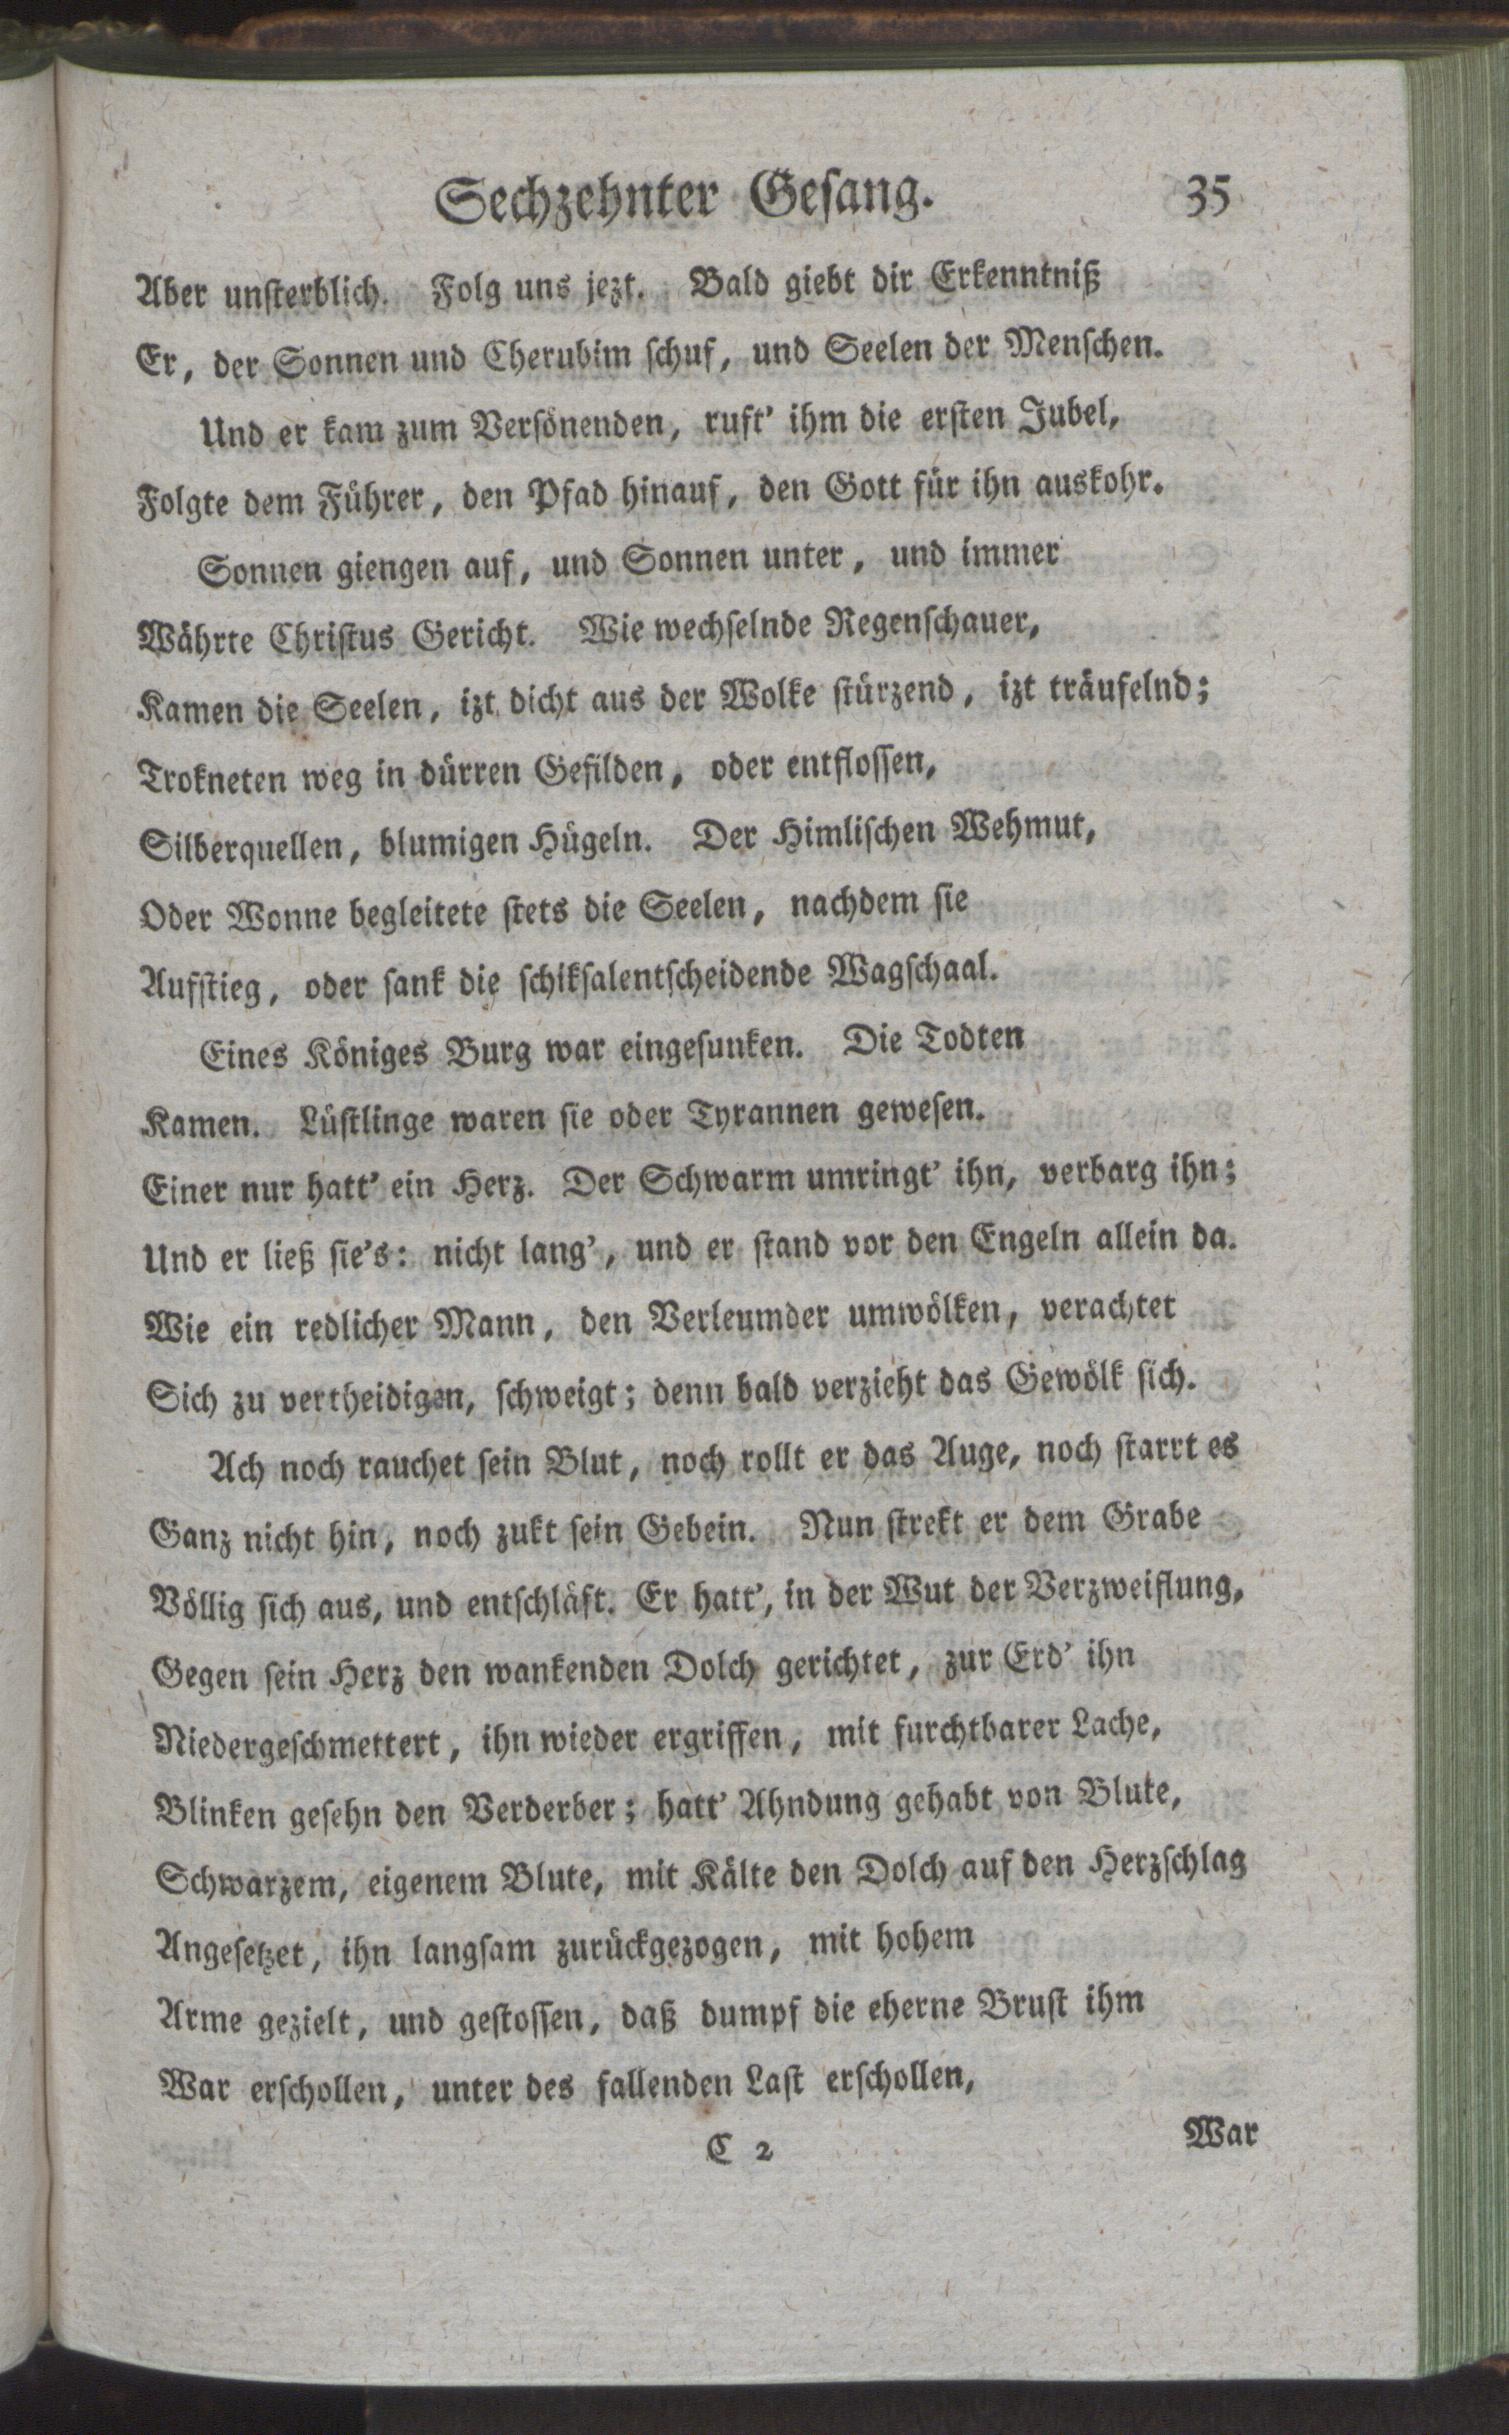 Sechzehnter Gesang. 35
Aber unsterblich. Folg uns jezt. Bald giebt dir Erkenntniß
Er, der Sonnen und Cherubim schuf, und Seelen der Menschen.
Und er kam zum Versönenden, ruft' ihm die ersten Jubel,
Folgte dem Führer, den Pfad hinauf, den Gott für ihn auskohr.
Sonnen giengen auf, und Sonnen unter, und immer
Währte Christus Gericht. Wie wechselnde Regenschauer,
Kamen die Seelen, izt dicht aus der Wolke stürzend, izt träufelnd;
Trokneten weg in dürren Gefilden, oder entflossen,
Silberquellen, blumigen Hügeln. Der Himlischen Wehmut,
Oder Wonne begleitete stets die Seelen, nachdem sie
Aufstieg, oder sank die schiksalentscheidende Wagschaal.
Eines Königes Burg war eingesunken. Die Todten
Kamen. Lüstlinge waren sie oder Tyrannen gewesen.
Einer nur hatt' ein Herz. Der Schwarm umringt' ihn, verbarg ihn;
Und er ließ sie's: nicht lang', und er stand vor den Engeln allein da.
Wie ein redlicher Mann, den Verleumder umwölken, verachtet
Sich zu vertheidigen, schweigt; denn bald verzieht das Gewölk sich.
Ach noch rauchet sein Blut, noch rollt er das Auge, noch starrt es
Ganz nicht hin, noch zukt sein Gebein. Nun strekt er dem Grabe
Völlig sich aus, und entschläft. Er hatt', in der Wut der Verzweiflung,
Gegen sein Herz den wankenden Dolch gerichtet, zur Erd' ihn
Niedergeschmettert, ihn wieder ergriffen, mit furchtbarer Lache,
Blinken gesehn den Verderber; hatt' Ahndung gehabt von Blute,
Schwarzem, eigenem Blute, mit Kälte den Dolch auf den Herzschlag
Angesetzet, ihn langsam zurückgezogen, mit hohem
Arme gezielt, und gestossen, daß dumpf die eherne Brust ihm
War erschollen, unter des fallenden Last erschollen,
C 2 War